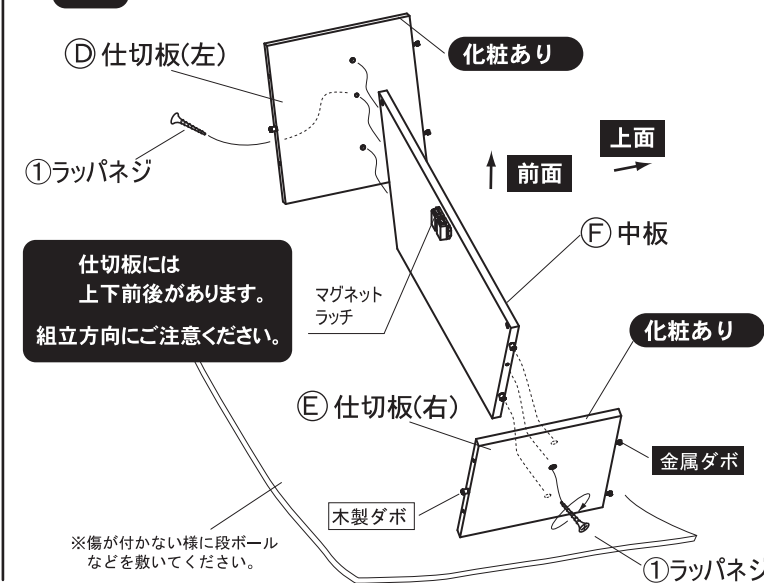 Ⓓ 仕切板(左)
化粧あり
①ラッパネジ
上面
前面
Ⓕ 中板
仕切板には
上下前後があります。
組立方向にご注意ください。
マグネット
ラッチ
化粧あり
Ⓔ 仕切板(右)
金属ダボ
木製ダボ
※傷が付かない様に段ボール
などを敷いてください。
①ラッパネジ